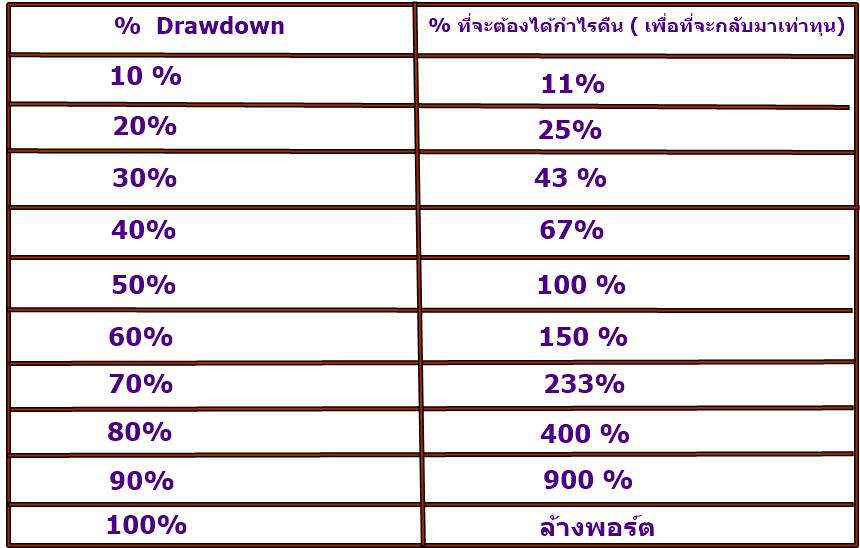 % Drawdown % ที่จะต้องได้กำไรคืน ( เพื่อที่จะกลับมาเท่าทุน)
10 % 11%
20% 25%
30% 43 %
40% 67%
50% 100 %
60% 150 %
70% 233%
80% 400 %
90% 900 %
100% ล้างพอร์ต